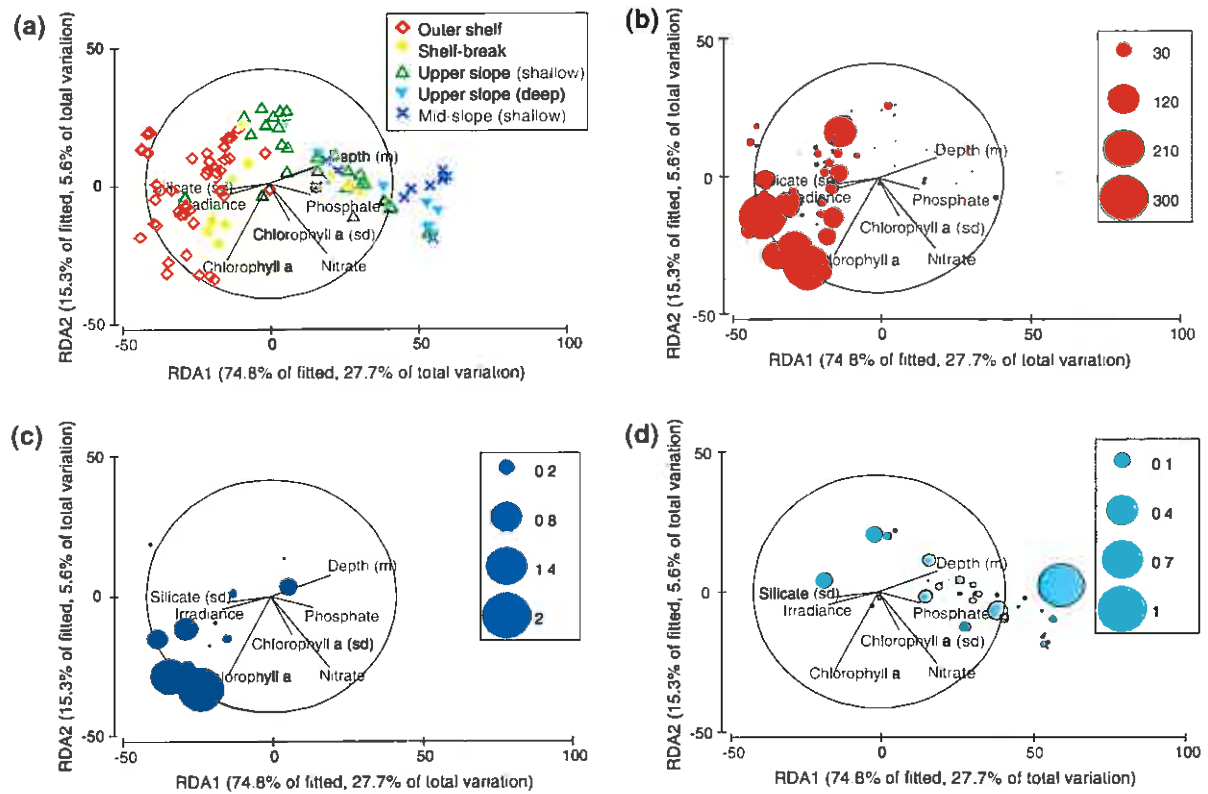 (a)
50
0
-50
-50
0
50
100
RDA2 (15.3% of fitted, 5.6% of total variation)
RDA1 (74.8% of fitted, 27.7% of total variation)
Outer shelf
Shelf-break
Upper slope (shallow)
Upper slope (deep)
Mid-slope (shallow)
Depth (m)
Silicate (sd)
Irradiance
Phosphate
Chlorophyll a (sd)
Chlorophyll a
Nitrate
(b)
50
0
-50
-50
0
50
100
RDA2 (15.3% of fitted, 5.6% of total variation)
RDA1 (74.8% of fitted, 27.7% of total variation)
30
120
210
300
Depth (m)
Phosphate
Chlorophyll a (sd)
Nitrate
(c)
50
0
-50
-50
0
50
100
RDA2 (15.3% of fitted, 5.6% of total variation)
RDA1 (74.8% of fitted, 27.7% of total variation)
0 2
0 8
1 4
2
Depth (m)
Silicate (sd)
Irradiance
Phosphate
Chlorophyll a (sd)
Nitrate
(d)
50
0
-50
-50
0
50
100
RDA2 (15.3% of fitted, 5.6% of total variation)
RDA1 (74.8% of fitted, 27.7% of total variation)
0 1
0 4
0 7
1
Depth (m)
Silicate (sd)
Irradiance
Phosphate
Chlorophyll a (sd)
Chlorophyll a
Nitrate